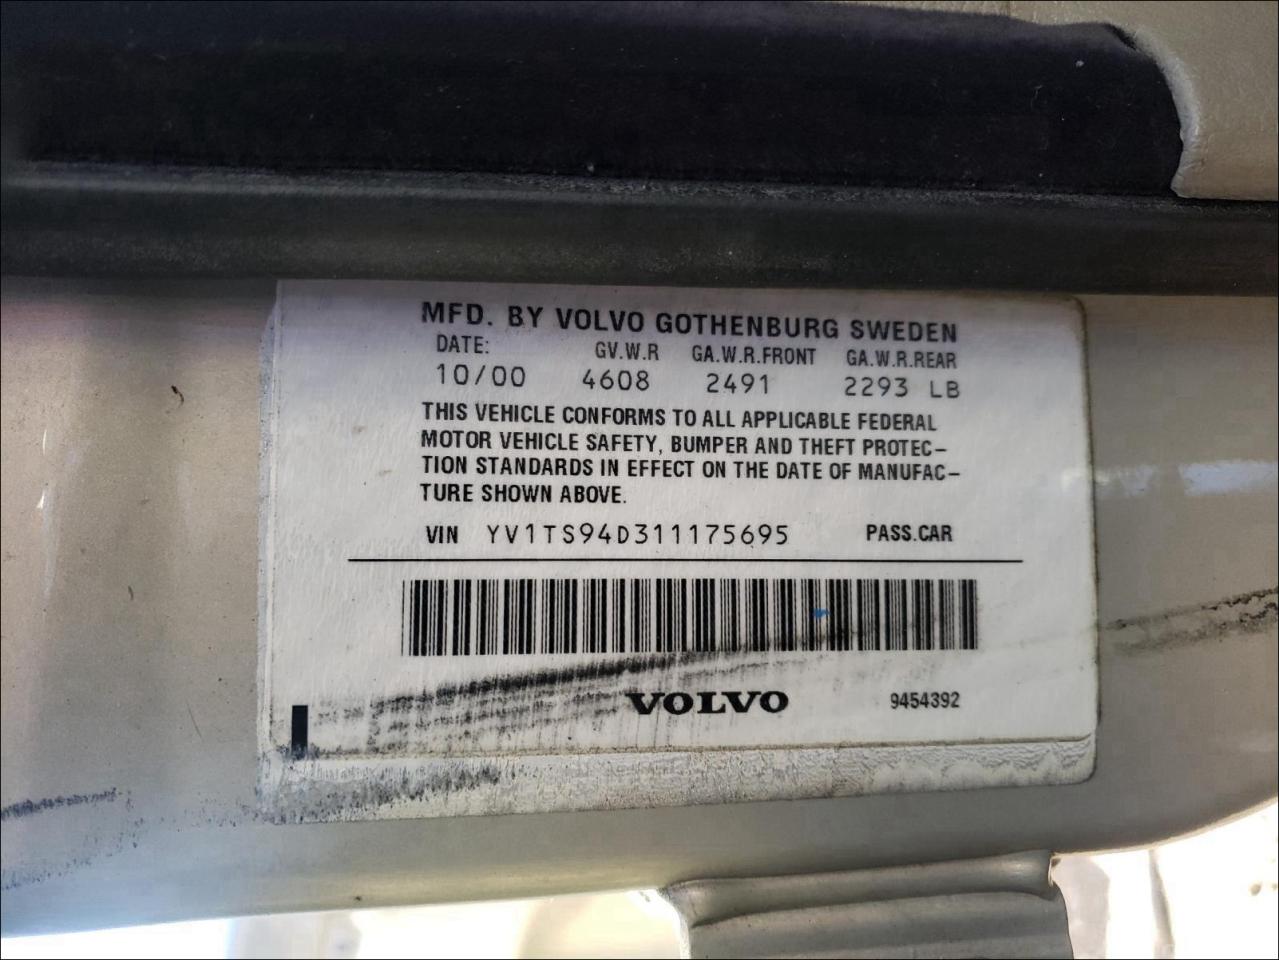 MFD. BY VOLVO GOTHENBURG SWEDEN
DATE: GV.W.R GA.W.R.FRONT GA.W.R.REAR
10/00 4608 2491 2293 LB
THIS VEHICLE CONFORMS TO ALL APPLICABLE FEDERAL
MOTOR VEHICLE SAFETY, BUMPER AND THEFT PROTEC-
TION STANDARDS IN EFFECT ON THE DATE OF MANUFAC-
TURE SHOWN ABOVE.
VIN YV1TS94D311175695 PASS.CAR
VOLVO 9454392